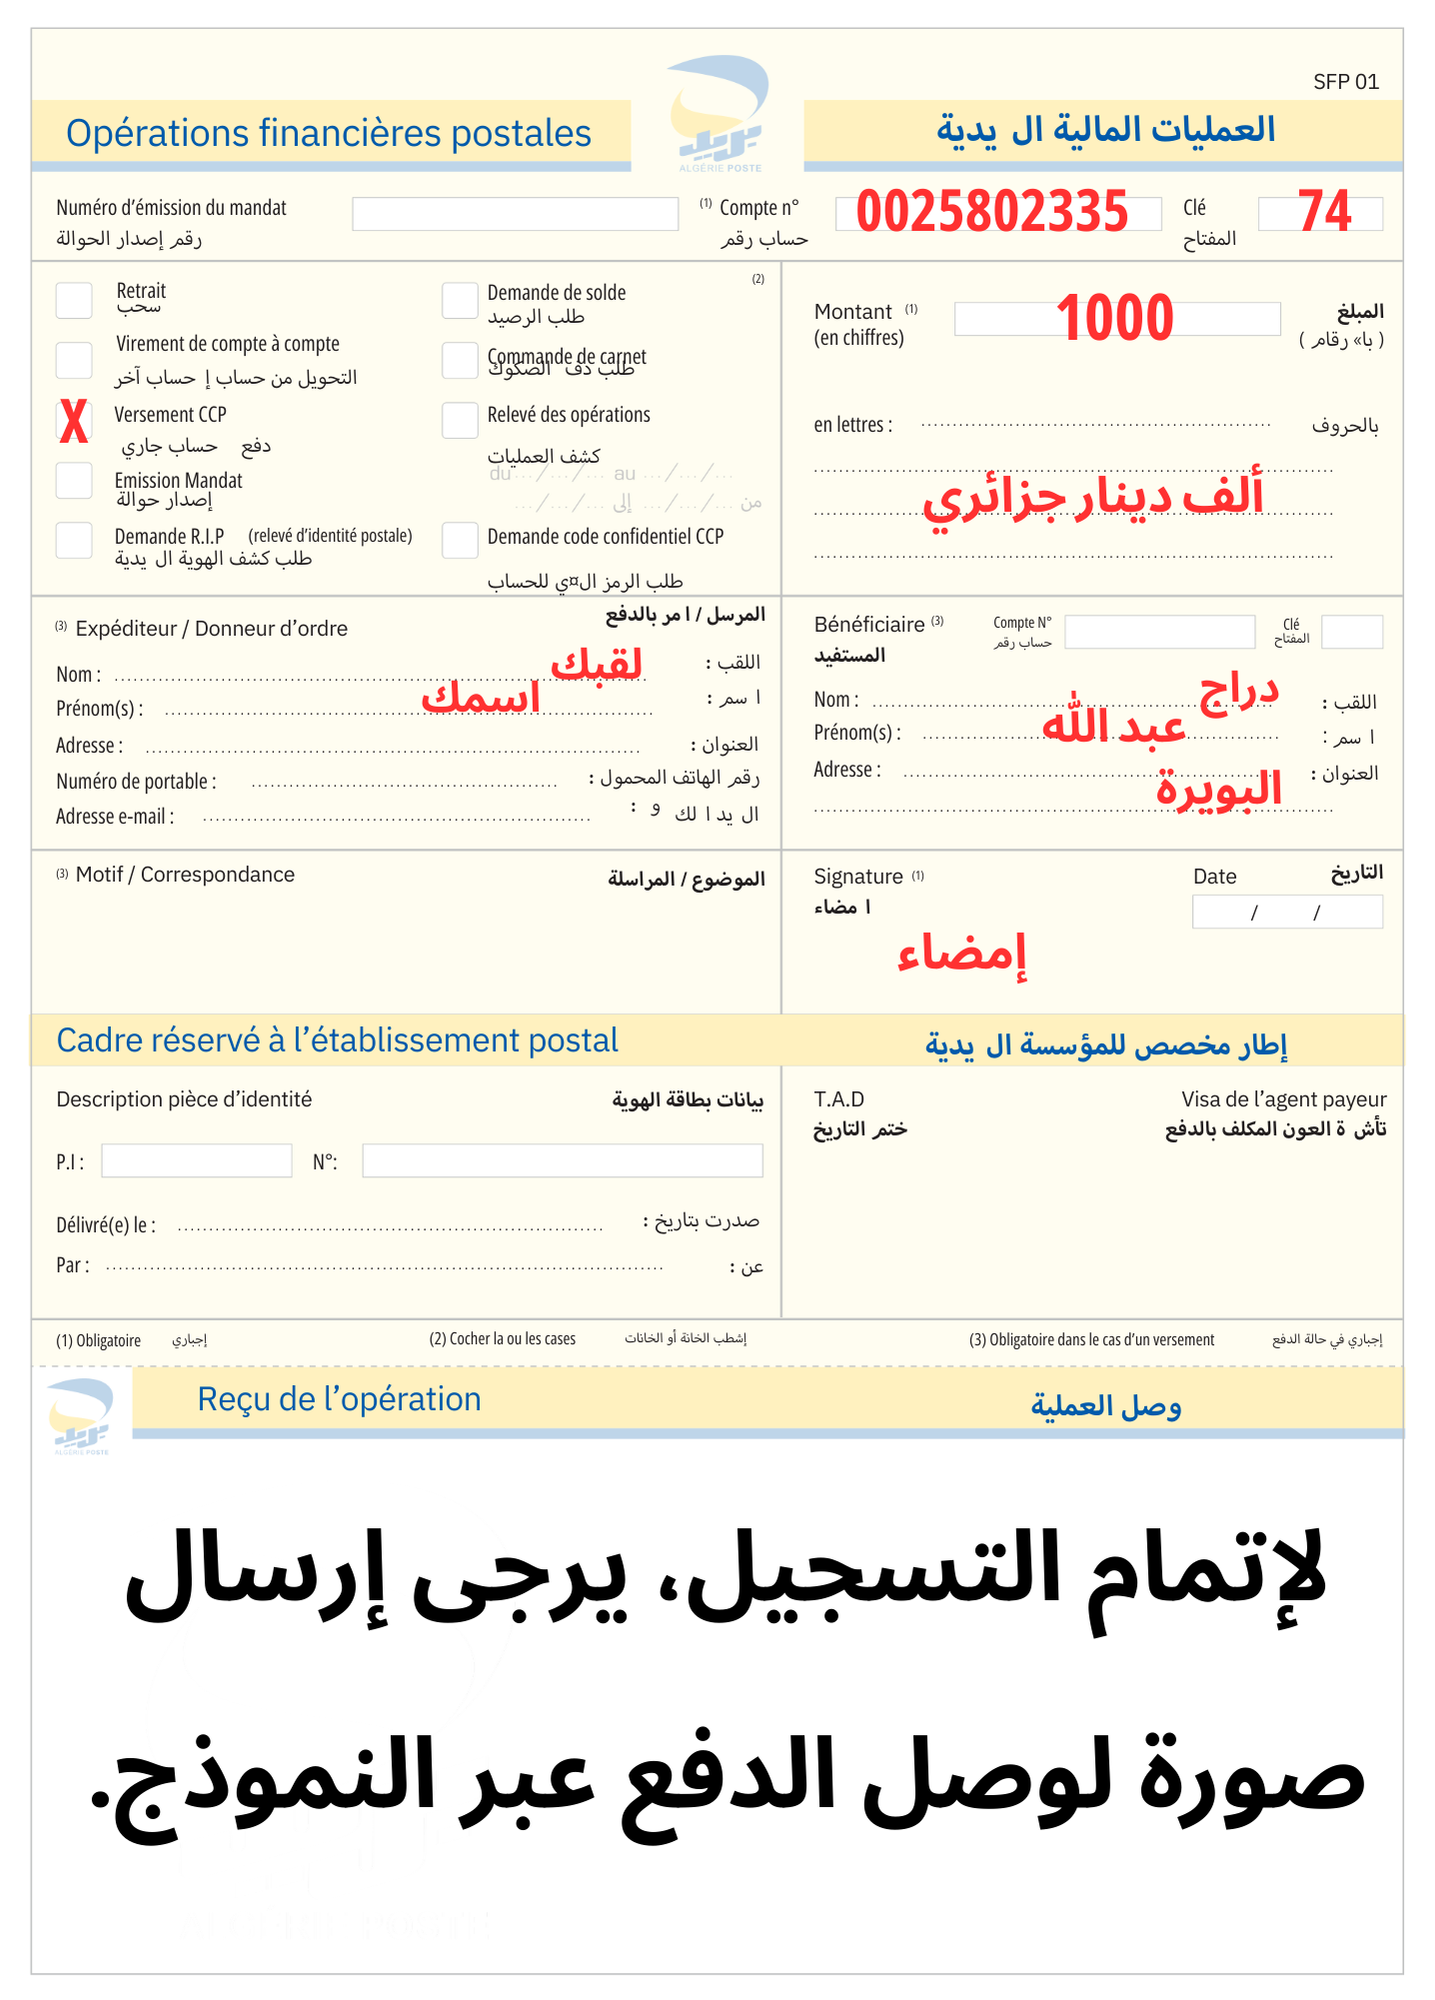 SFP 01
Opérations financières postales
العمليات المالية ال يدية
بريد
ALGÉRIE POSTE
Numéro d’émission du mandat
رقم إصدار الحوالة
(1) Compte n° 0025802335 Clé 74
حساب رقم المفتاح
(2)
Retrait
سحب
Virement de compte à compte
التحويل من حساب إ حساب آخر
X Versement CCP
دفع حساب جاري
Emission Mandat
إصدار حوالة
Demande R.I.P (relevé d’identité postale)
طلب كشف الهوية ال يدية
Demande de solde
طلب الرصيد
Commande de carnet
طلب دف الصكوك
Relevé des opérations
كشف العمليات
du .../.../... au .../.../...
من .../.../... إلى .../.../...
Demande code confidentiel CCP
طلب الرمز ال¤ي للحساب
Montant (1) 1000 المبلغ
(en chiffres) ( با» رقام )
en lettres : بالحروف
ألف دينار جزائري
(3) Expéditeur / Donneur d’ordre المرسل / ا مر بالدفع
Nom : لقبك اللقب :
Prénom(s) : اسمك ا سم :
Adresse : العنوان :
Numéro de portable : رقم الهاتف المحمول :
Adresse e-mail : ال يد ا لك و :
Bénéficiaire (3) Compte N° Clé
المستفيد حساب رقم المفتاح
Nom : دراج اللقب :
Prénom(s) : عبد الله ا سم :
Adresse : البويرة العنوان :
(3) Motif / Correspondance الموضوع / المراسلة
Signature (1) Date التاريخ
ا مضاء / /
إمضاء
Cadre réservé à l’établissement postal إطار مخصص للمؤسسة ال يدية
Description pièce d’identité بيانات بطاقة الهوية
P.I : N°:
Délivré(e) le : صدرت بتاريخ :
Par : عن :
T.A.D Visa de l’agent payeur
ختم التاريخ تأش ة العون المكلف بالدفع
(1) Obligatoire إجباري (2) Cocher la ou les cases إشطب الخانة أو الخانات (3) Obligatoire dans le cas d’un versement إجباري في حالة الدفع
بريد
ALGÉRIE POSTE
Reçu de l’opération وصل العملية
لإتمام التسجيل، يرجى إرسال
صورة لوصل الدفع عبر النموذج.